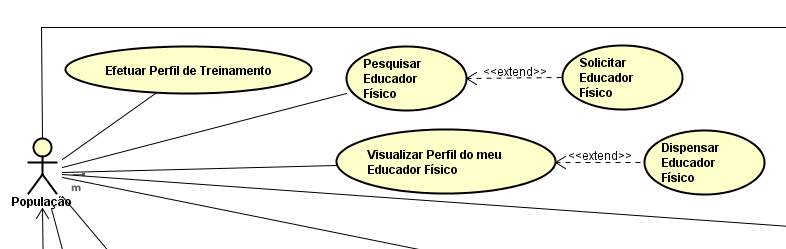 Efetuar Perfil de Treinamento
Pesquisar
Educador
Físico
<<extend>>
Solicitar
Educador
Físico
Visualizar Perfil do meu
Educador Físico
<<extend>>
Dispensar
Educador
Físico
m
População